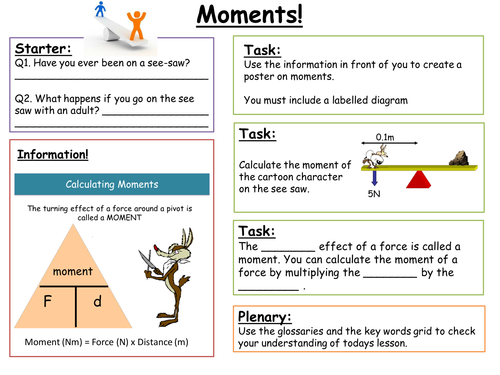 Moments!
Starter:
Q1. Have you ever been on a see-saw?
Q2. What happens if you go on the see
saw with an adult?
Information!
Calculating Moments
The turning effect of a force around a pivot is
called a MOMENT
moment
F d
Moment (Nm) = Force (N) x Distance (m)
Task:
Use the information in front of you to create a
poster on moments.
You must include a labelled diagram
Task:
0.1m
Calculate the moment of
the cartoon character
on the see saw.
5N
Task:
The ________ effect of a force is called a
moment. You can calculate the moment of a
force by multiplying the ________ by the
_________ .
Plenary:
Use the glossaries and the key words grid to check
your understanding of todays lesson.